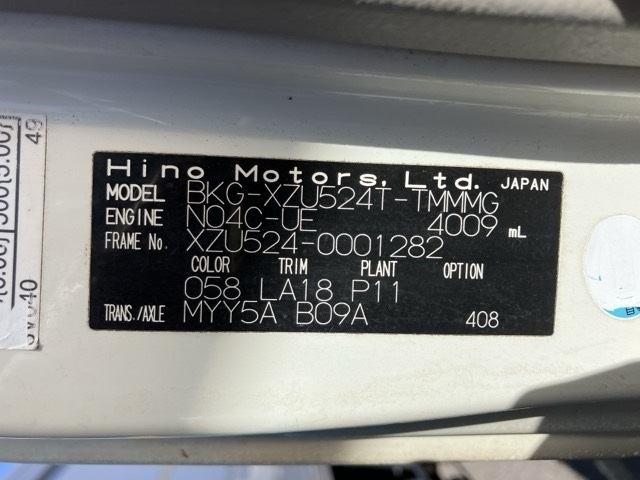 Hino Motors, Ltd. JAPAN
MODEL BKG-XZU524T-TMMMG
ENGINE N04C-UE 4009 mL
FRAME No. XZU524-0001282
COLOR TRIM PLANT OPTION
058 LA18 P11
TRANS./AXLE MYY5A B09A 408
49